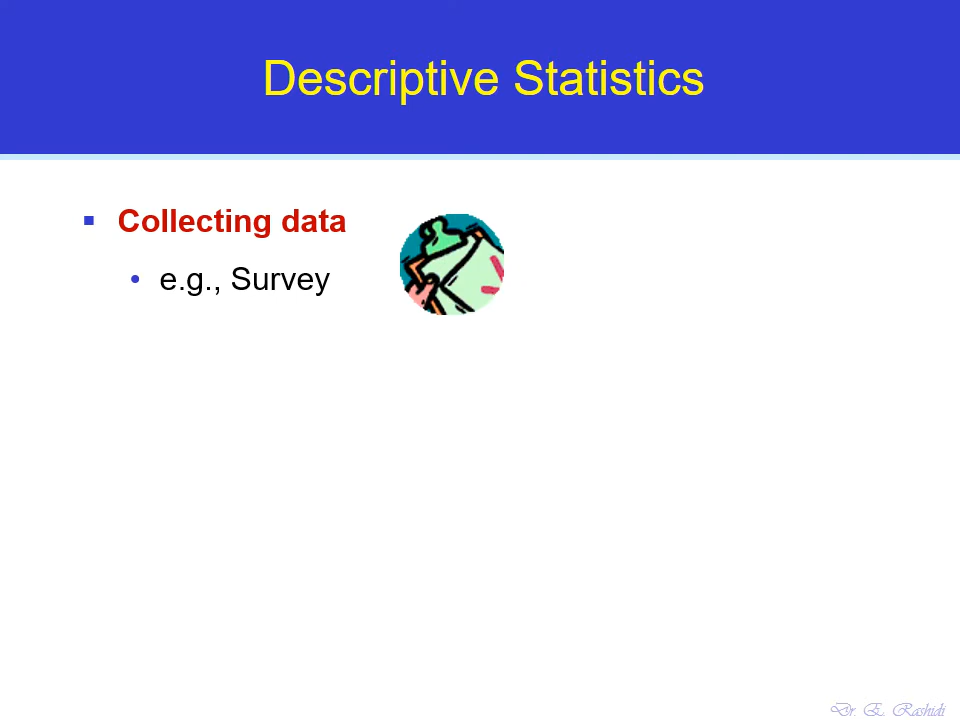 Descriptive Statistics
Collecting data
e.g., Survey
Dr. E. Rashidi